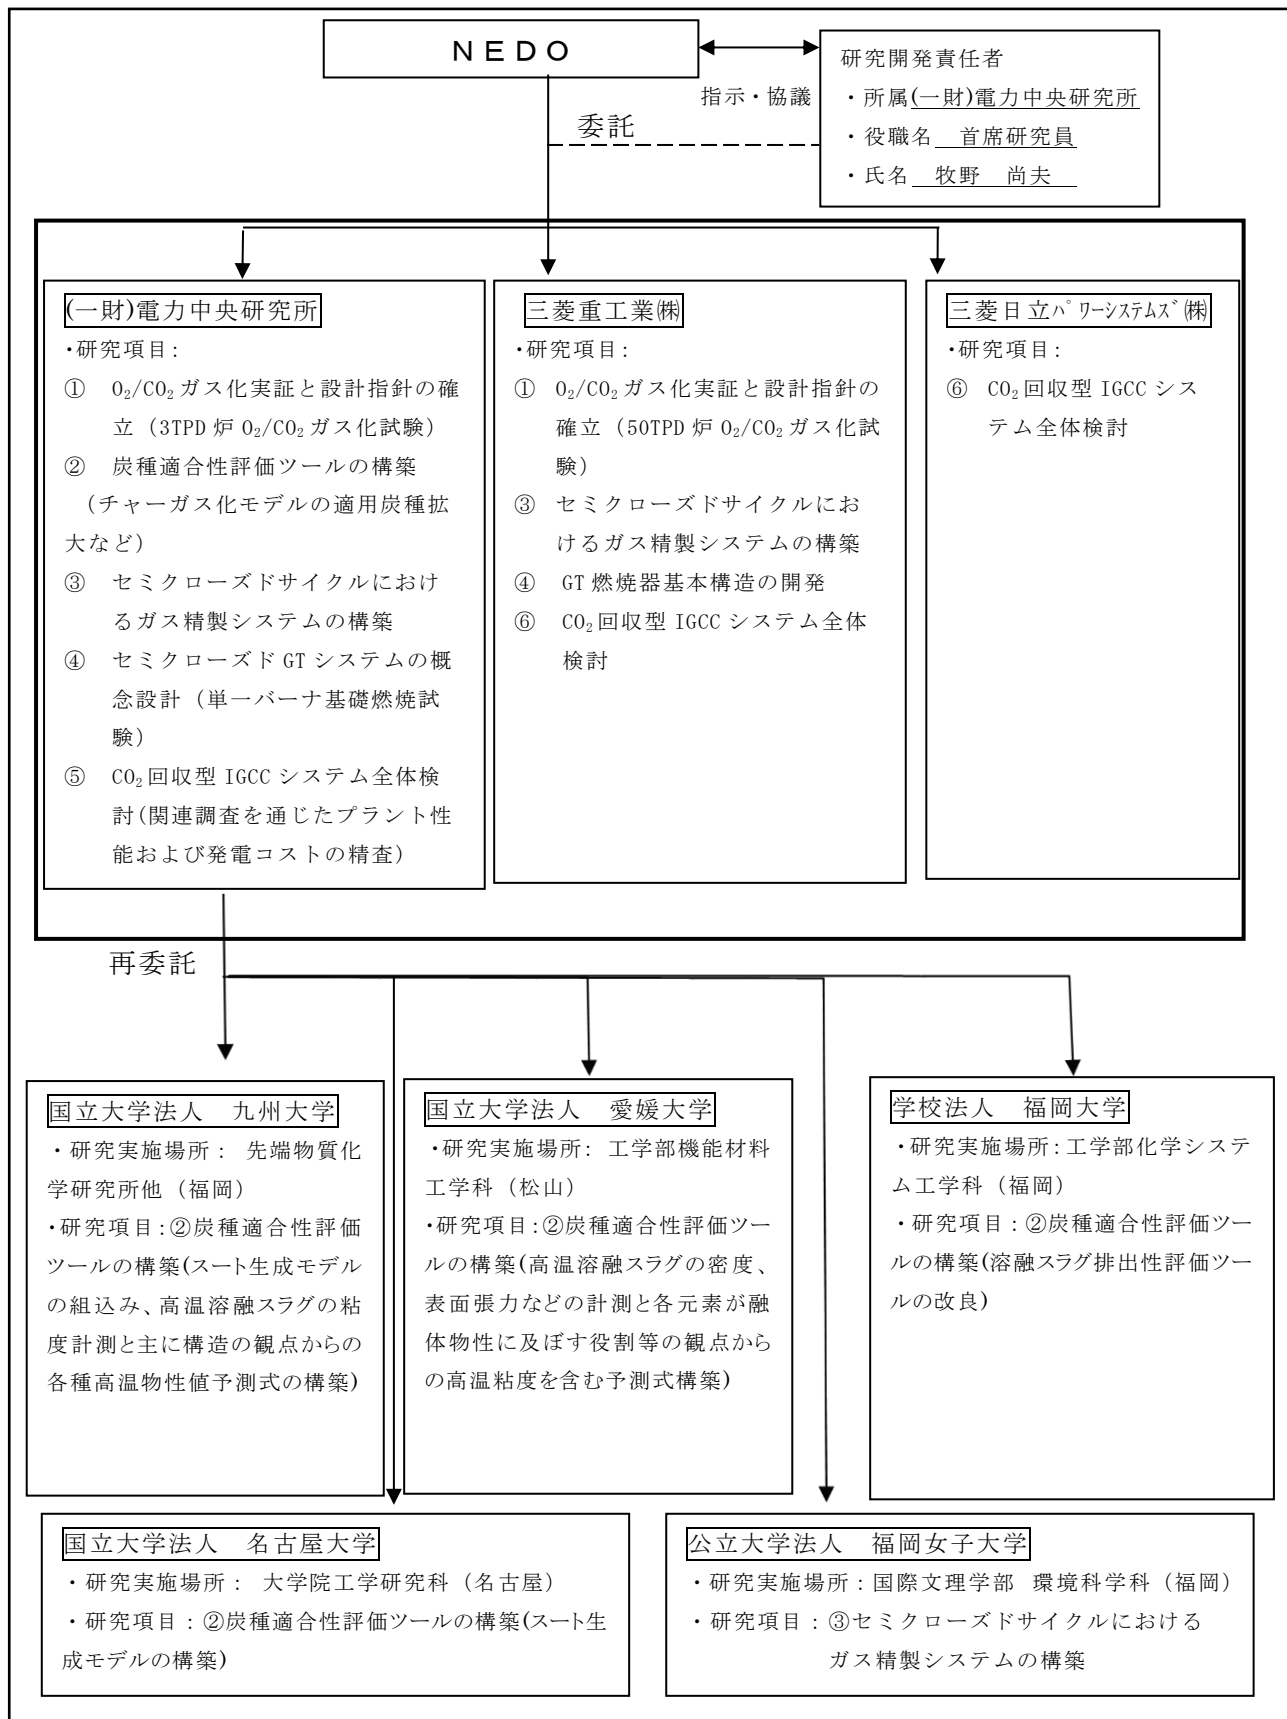 ＮＥＤＯ
指示・協議
委託
研究開発責任者
・所属(一財)電力中央研究所
・役職名　首席研究員
・氏名　牧野　尚夫
(一財)電力中央研究所
・研究項目：
①　O₂/CO₂ガス化実証と設計指針の確
立（3TPD 炉 O₂/CO₂ガス化試験）
②　炭種適合性評価ツールの構築
（チャーガス化モデルの適用炭種拡
大など）
③　セミクローズドサイクルにおけ
るガス精製システムの構築
④　セミクローズド GT システムの概
念設計（単一バーナ基礎燃焼試
験）
⑤　CO₂回収型 IGCC システム全体検
討(関連調査を通じたプラント性
能および発電コストの精査）
三菱重工業㈱
・研究項目：
①　O₂/CO₂ガス化実証と設計指針の
確立（50TPD 炉 O₂/CO₂ガス化試
験）
③　セミクローズドサイクルにお
けるガス精製システムの構築
④　GT 燃焼器基本構造の開発
⑥　CO₂回収型 IGCC システム全体
検討
三菱日立ﾊﾟﾜｰｼｽﾃﾑｽﾞ㈱
・研究項目：
⑥　CO₂回収型 IGCC シス
テム全体検討
再委託
国立大学法人　九州大学
・研究実施場所：　先端物質化
学研究所他（福岡）
・研究項目：②炭種適合性評価
ツールの構築(スート生成モデル
の組込み、高温溶融スラグの粘
度計測と主に構造の観点からの
各種高温物性値予測式の構築)
国立大学法人　愛媛大学
・研究実施場所：　工学部機能材料
工学科（松山）
・研究項目：②炭種適合性評価ツー
ルの構築(高温溶融スラグの密度、
表面張力などの計測と各元素が融
体物性に及ぼす役割等の観点から
の高温粘度を含む予測式構築)
学校法人　福岡大学
・研究実施場所：工学部化学システ
ム工学科（福岡）
・研究項目：②炭種適合性評価ツー
ルの構築(溶融スラグ排出性評価ツー
ルの改良)
国立大学法人　名古屋大学
・研究実施場所：　大学院工学研究科（名古屋）
・研究項目：②炭種適合性評価ツールの構築(スート生
成モデルの構築)
公立大学法人　福岡女子大学
・研究実施場所：国際文理学部 環境科学科（福岡）
・研究項目：③セミクローズドサイクルにおける
ガス精製システムの構築